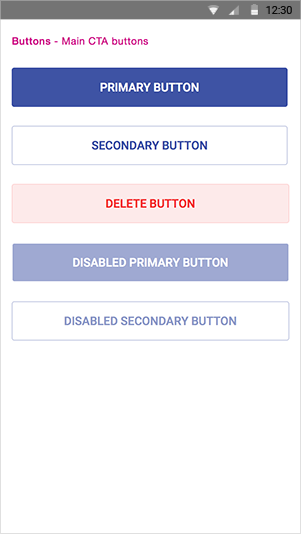 12:30
Buttons - Main CTA buttons
PRIMARY BUTTON
SECONDARY BUTTON
DELETE BUTTON
DISABLED PRIMARY BUTTON
DISABLED SECONDARY BUTTON